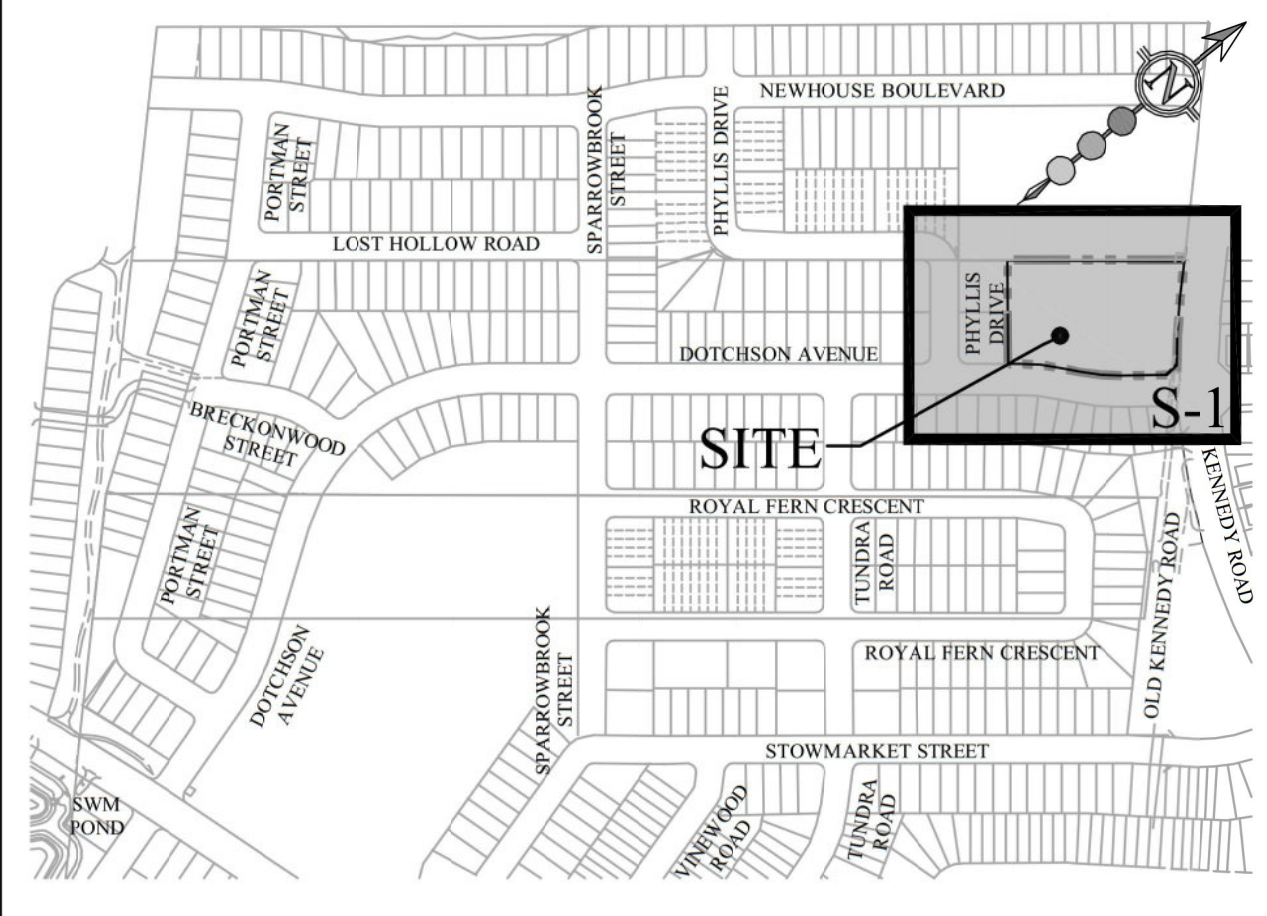 NEWHOUSE BOULEVARD
N
PORTMAN
STREET
SPARROWBROOK
STREET
PHYLLIS DRIVE
LOST HOLLOW ROAD
PORTMAN
STREET
PHYLLIS
DRIVE
DOTCHSON AVENUE
S-1
BRECKONWOOD
STREET
SITE
KENNEDY ROAD
ROYAL FERN CRESCENT
PORTMAN
STREET
TUNDRA
ROAD
OLD KENNEDY ROAD
DOTCHSON
AVENUE
SPARROWBROOK
STREET
ROYAL FERN CRESCENT
STOWMARKET STREET
SWM
POND
VINEWOOD
ROAD
TUNDRA
ROAD